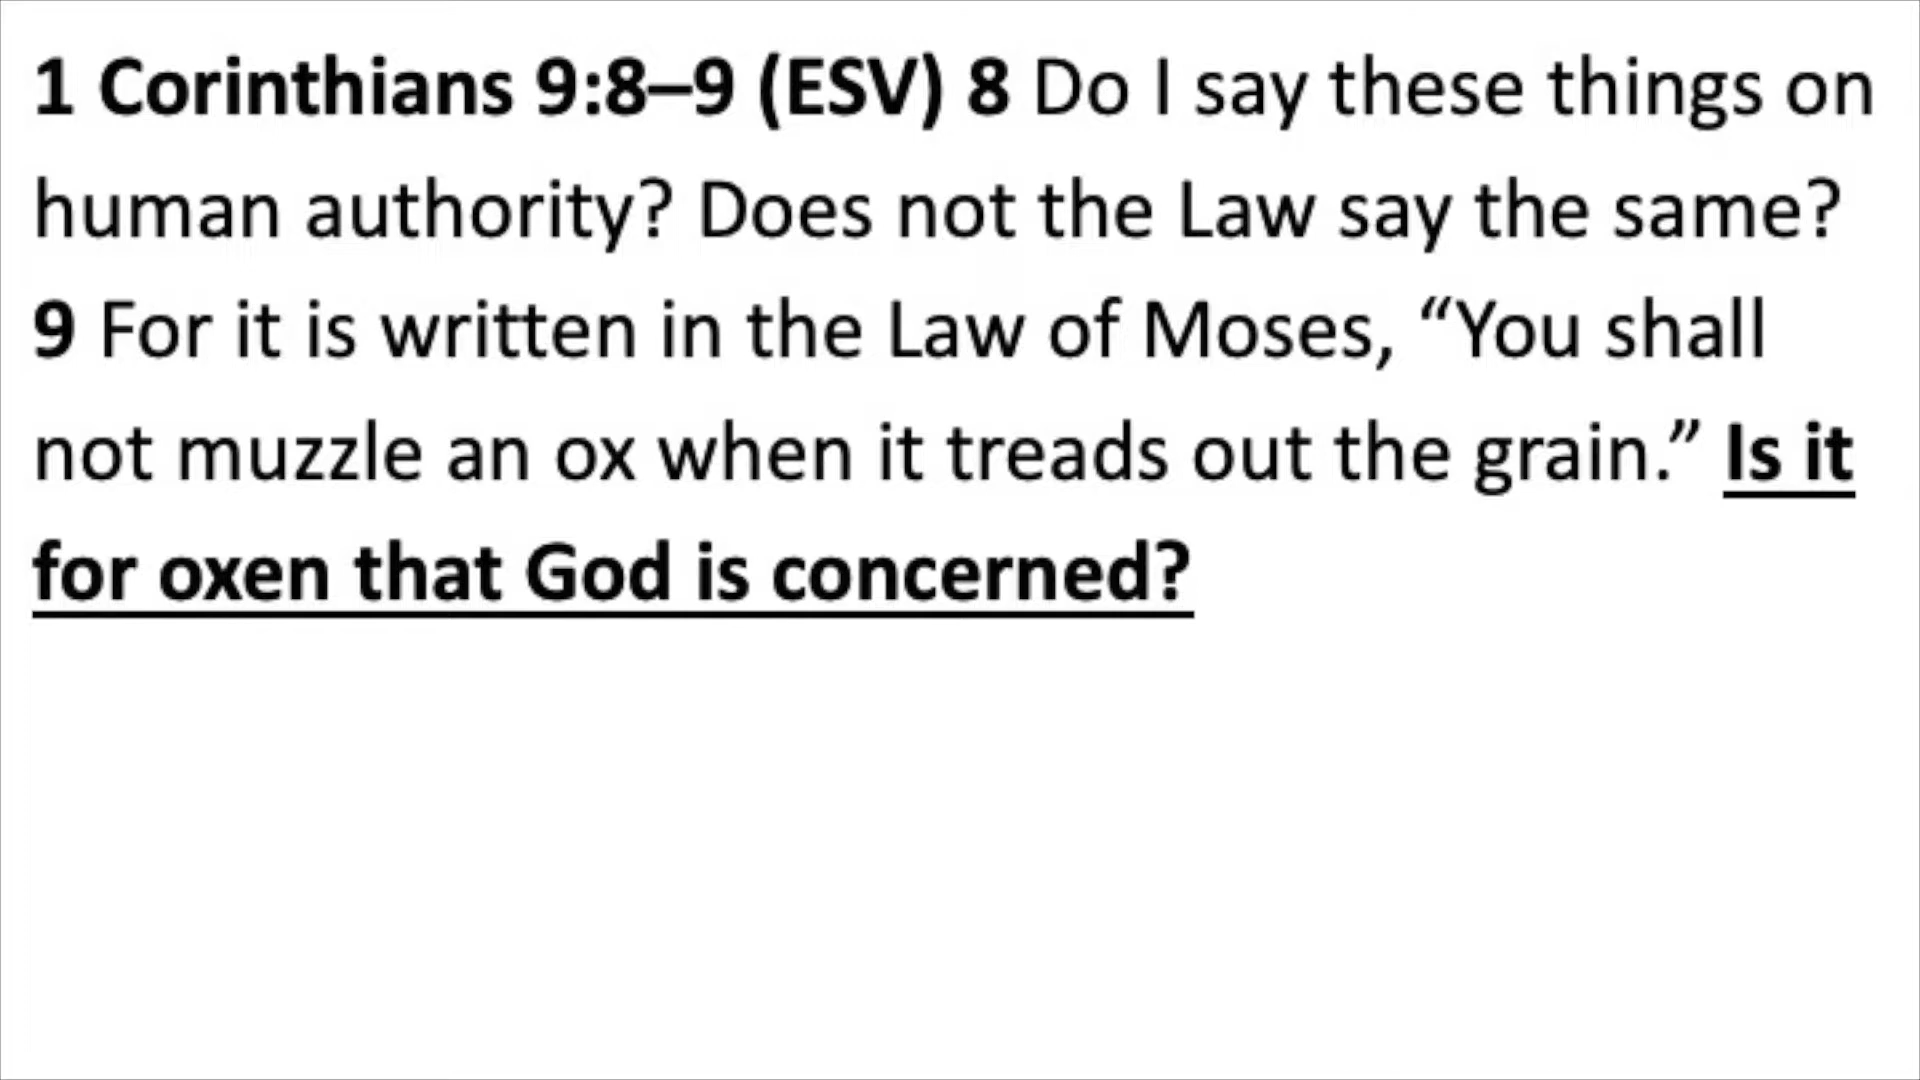 1 Corinthians 9:8–9 (ESV) 8 Do I say these things on
human authority? Does not the Law say the same?
9 For it is written in the Law of Moses, “You shall
not muzzle an ox when it treads out the grain.” Is it
for oxen that God is concerned?